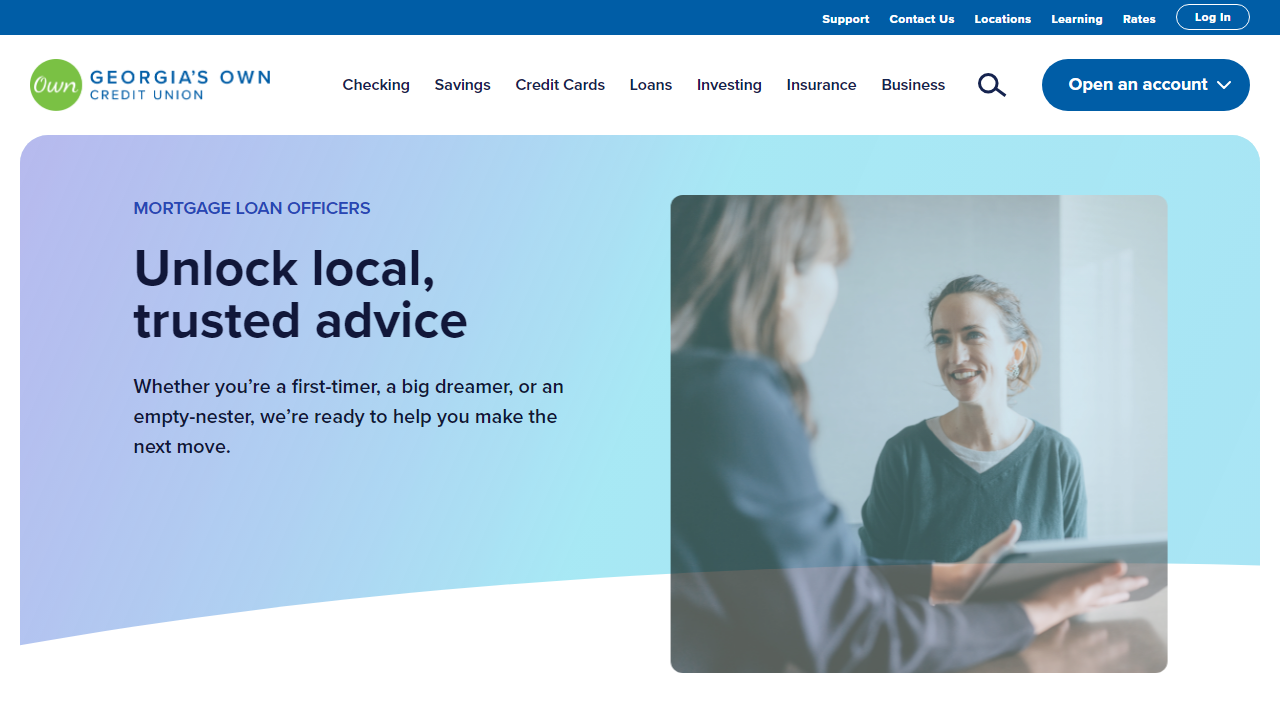 Support Contact Us Locations Learning Rates Log In
Own GEORGIA'S OWN
CREDIT UNION
Checking Savings Credit Cards Loans Investing Insurance Business Open an account
MORTGAGE LOAN OFFICERS
Unlock local,
trusted advice
Whether you’re a first-timer, a big dreamer, or an
empty-nester, we’re ready to help you make the
next move.